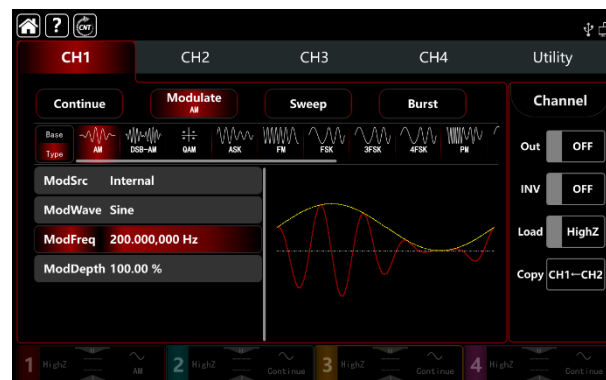 ? CNT
CH1 CH2 CH3 CH4 Utility
Continue Modulate AM Sweep Burst Channel
Base Type AM DSB-AM QAM ASK FM FSK 3FSK 4FSK PM
Out OFF
ModSrc Internal
INV OFF
ModWave Sine
ModFreq 200.000,000 Hz
Load HighZ
ModDepth 100.00 %
Copy CH1←CH2
1 HighZ AM 2 HighZ Continue 3 HighZ Continue 4 HighZ Continue